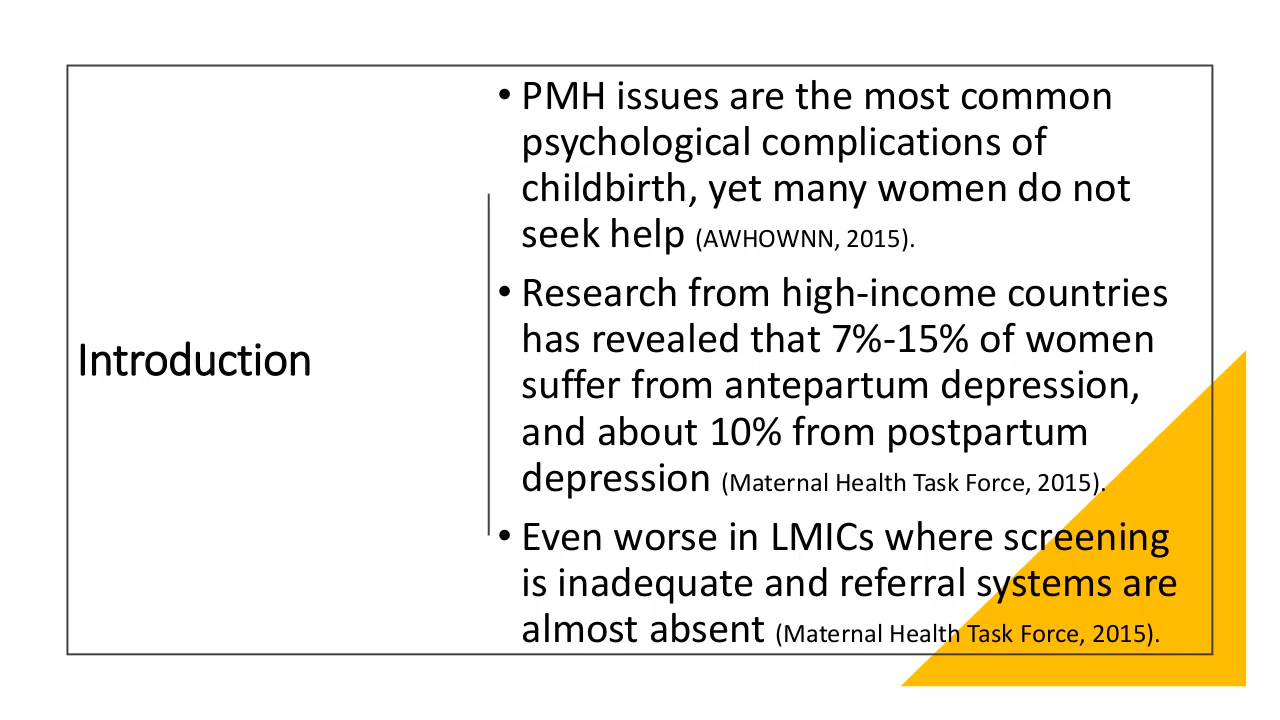 Introduction
• PMH issues are the most common
psychological complications of
childbirth, yet many women do not
seek help (AWHOWNN, 2015).
• Research from high-income countries
has revealed that 7%-15% of women
suffer from antepartum depression,
and about 10% from postpartum
depression (Maternal Health Task Force, 2015).
• Even worse in LMICs where screening
is inadequate and referral systems are
almost absent (Maternal Health Task Force, 2015).